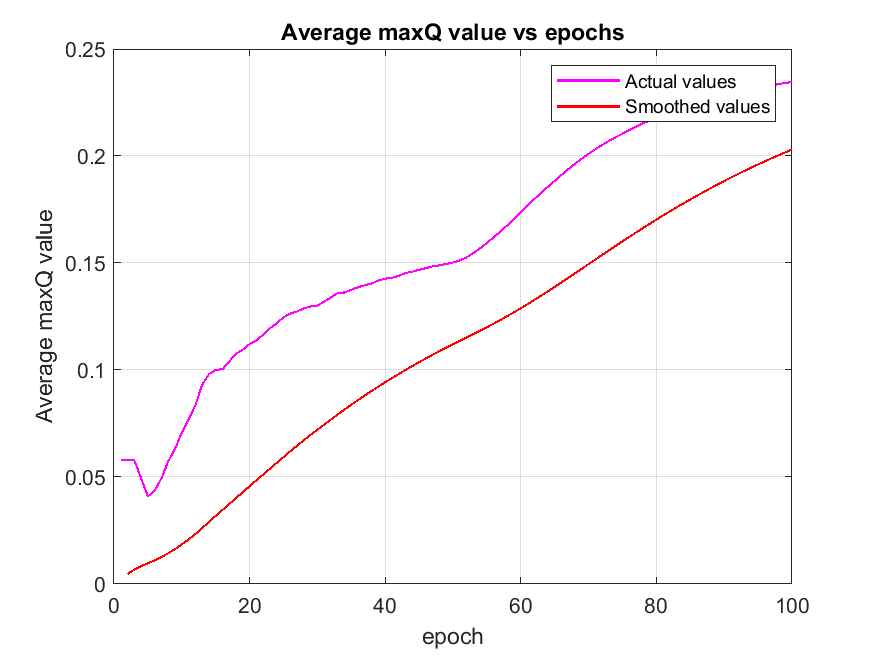 Average maxQ value vs epochs
Actual values
Smoothed values
0.25
0.2
0.15
0.1
0.05
0
Average maxQ value
0 20 40 60 80 100
epoch